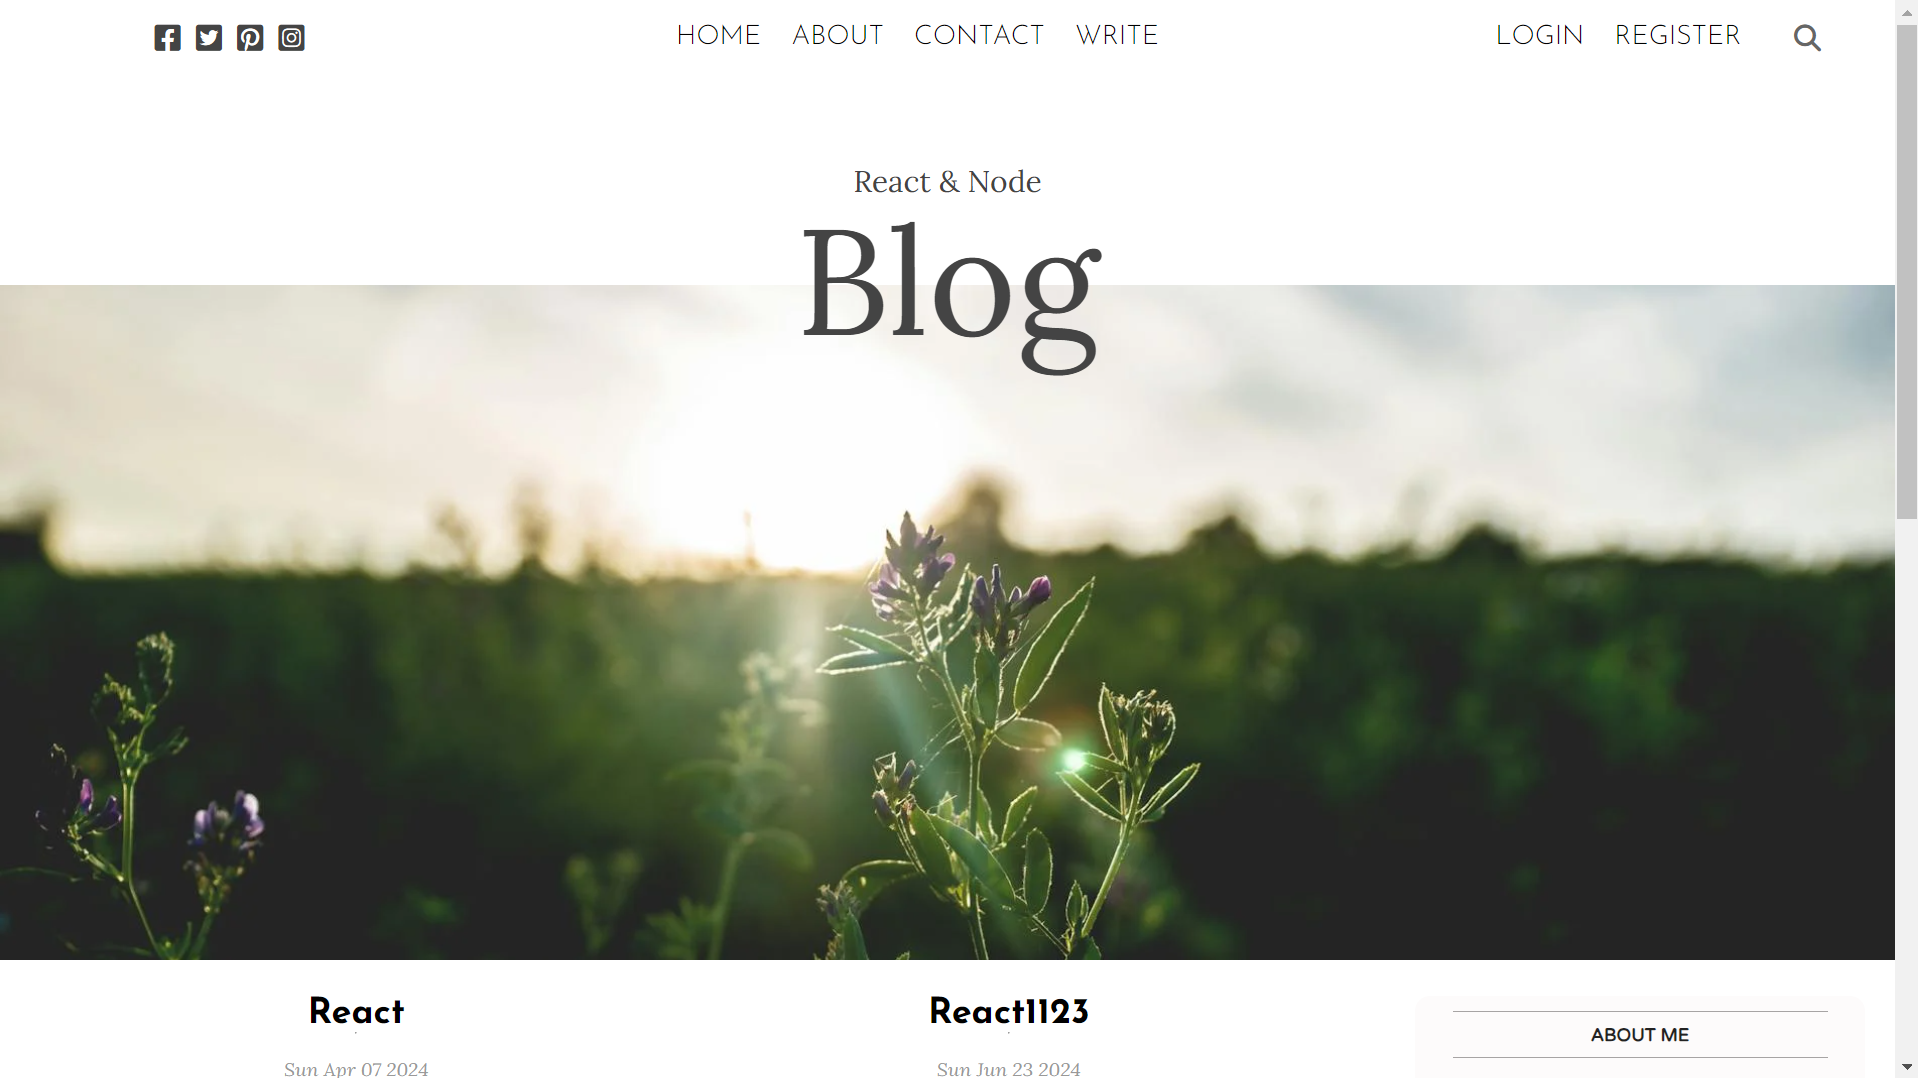 HOME ABOUT CONTACT WRITE
LOGIN REGISTER
React & Node
Blog
React
Sun Apr 07 2024
React1123
Sun Jun 23 2024
ABOUT ME